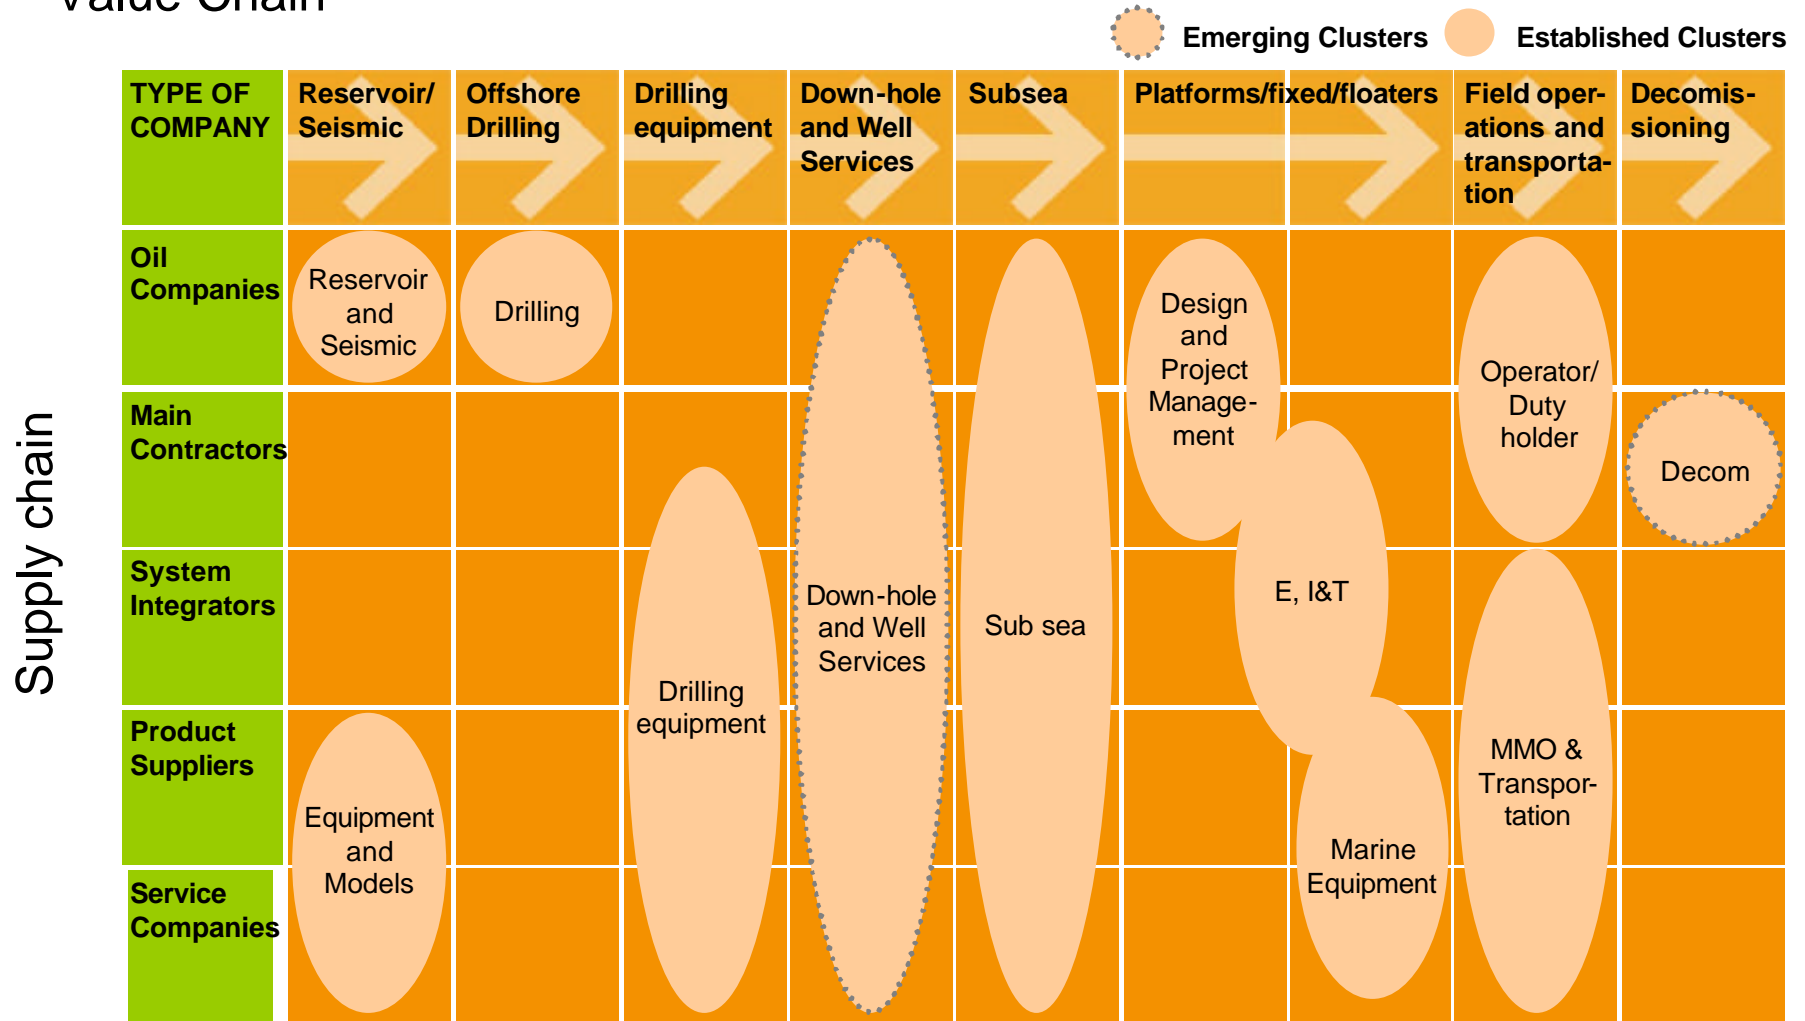 Value Chain
Emerging Clusters
Established Clusters
TYPE OF
COMPANY
Reservoir/
Seismic
Offshore
Drilling
Drilling
equipment
Down-hole
and Well
Services
Subsea
Platforms/fixed/floaters
Field oper-
ations and
transporta-
tion
Decomis-
sioning
Supply chain
Oil
Companies
Reservoir
and
Seismic
Drilling
Design
and
Project
Manage-
ment
Operator/
Duty
holder
Main
Contractors
Decom
System
Integrators
Down-hole
and Well
Services
Sub sea
E, I&T
Drilling
equipment
Product
Suppliers
MMO &
Transpor-
tation
Equipment
and
Models
Marine
Equipment
Service
Companies